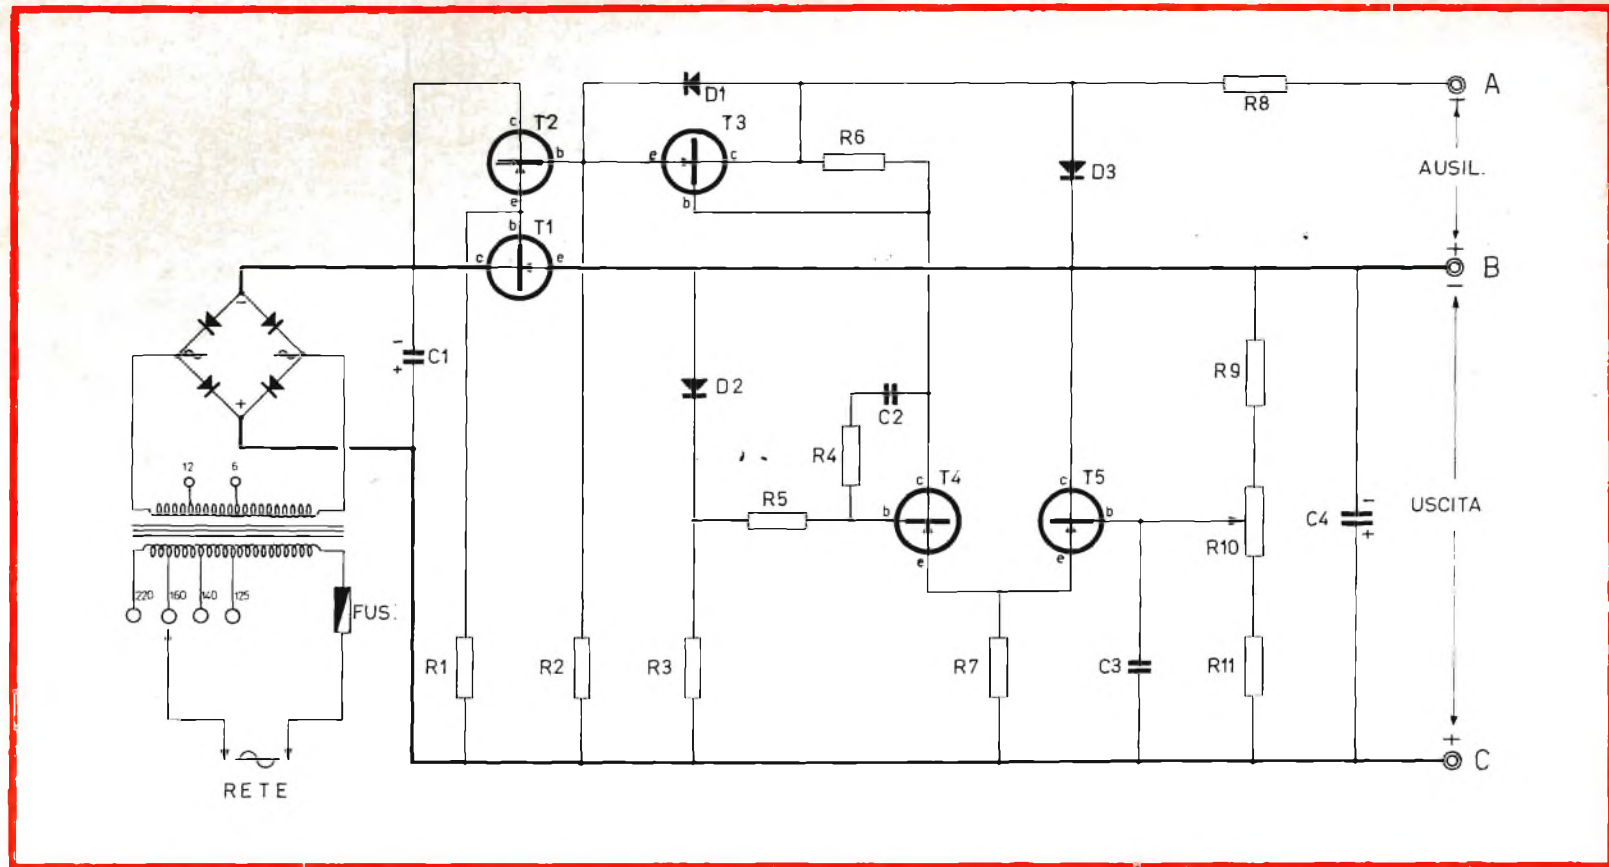 A
D1
R8
c
T2
T3
R6
b
e
c
D3
AUSIL.
e
b
b
T1
c
e
+
B
−
−
C1
+
R9
D2
C2
+
R4
12
6
c
T4
c
T5
R5
b
b
C4
−
+
USCITA
R10
e
e
220
160
140
125
FUS.
R1
R2
R3
R7
C3
R11
+
C
RETE